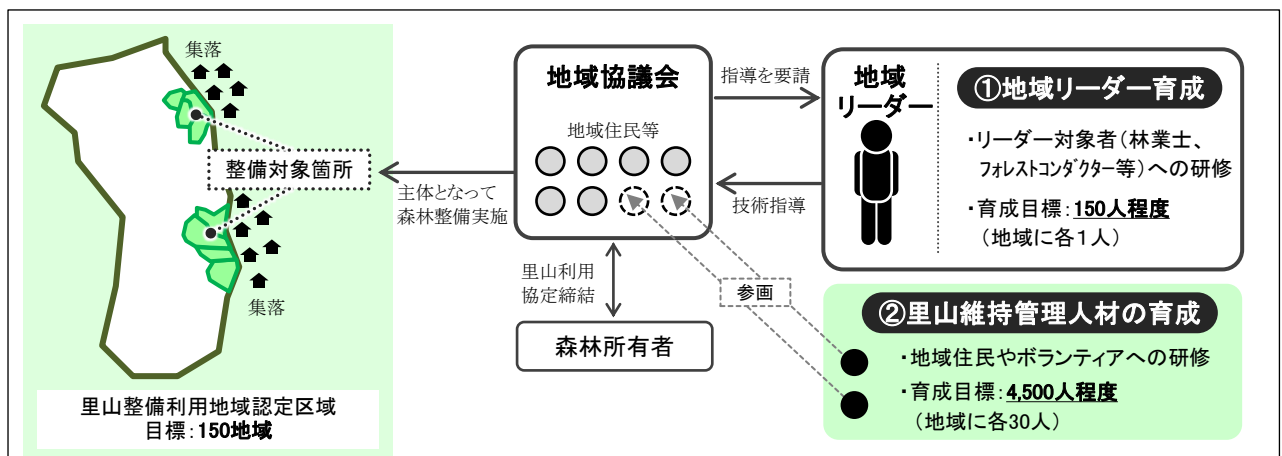 集落
整備対象箇所
集落
里山整備利用地域認定区域
目標：150地域
主体となって
森林整備実施
地域協議会
地域住民等
里山利用
協定締結
森林所有者
指導を要請
技術指導
参画
地域
リーダー
①地域リーダー育成
・リーダー対象者（林業士、
フォレストコンダクター等）への研修
・育成目標：150人程度
（地域に各１人）
②里山維持管理人材の育成
・地域住民やボランティアへの研修
・育成目標：4,500人程度
（地域に各30人）